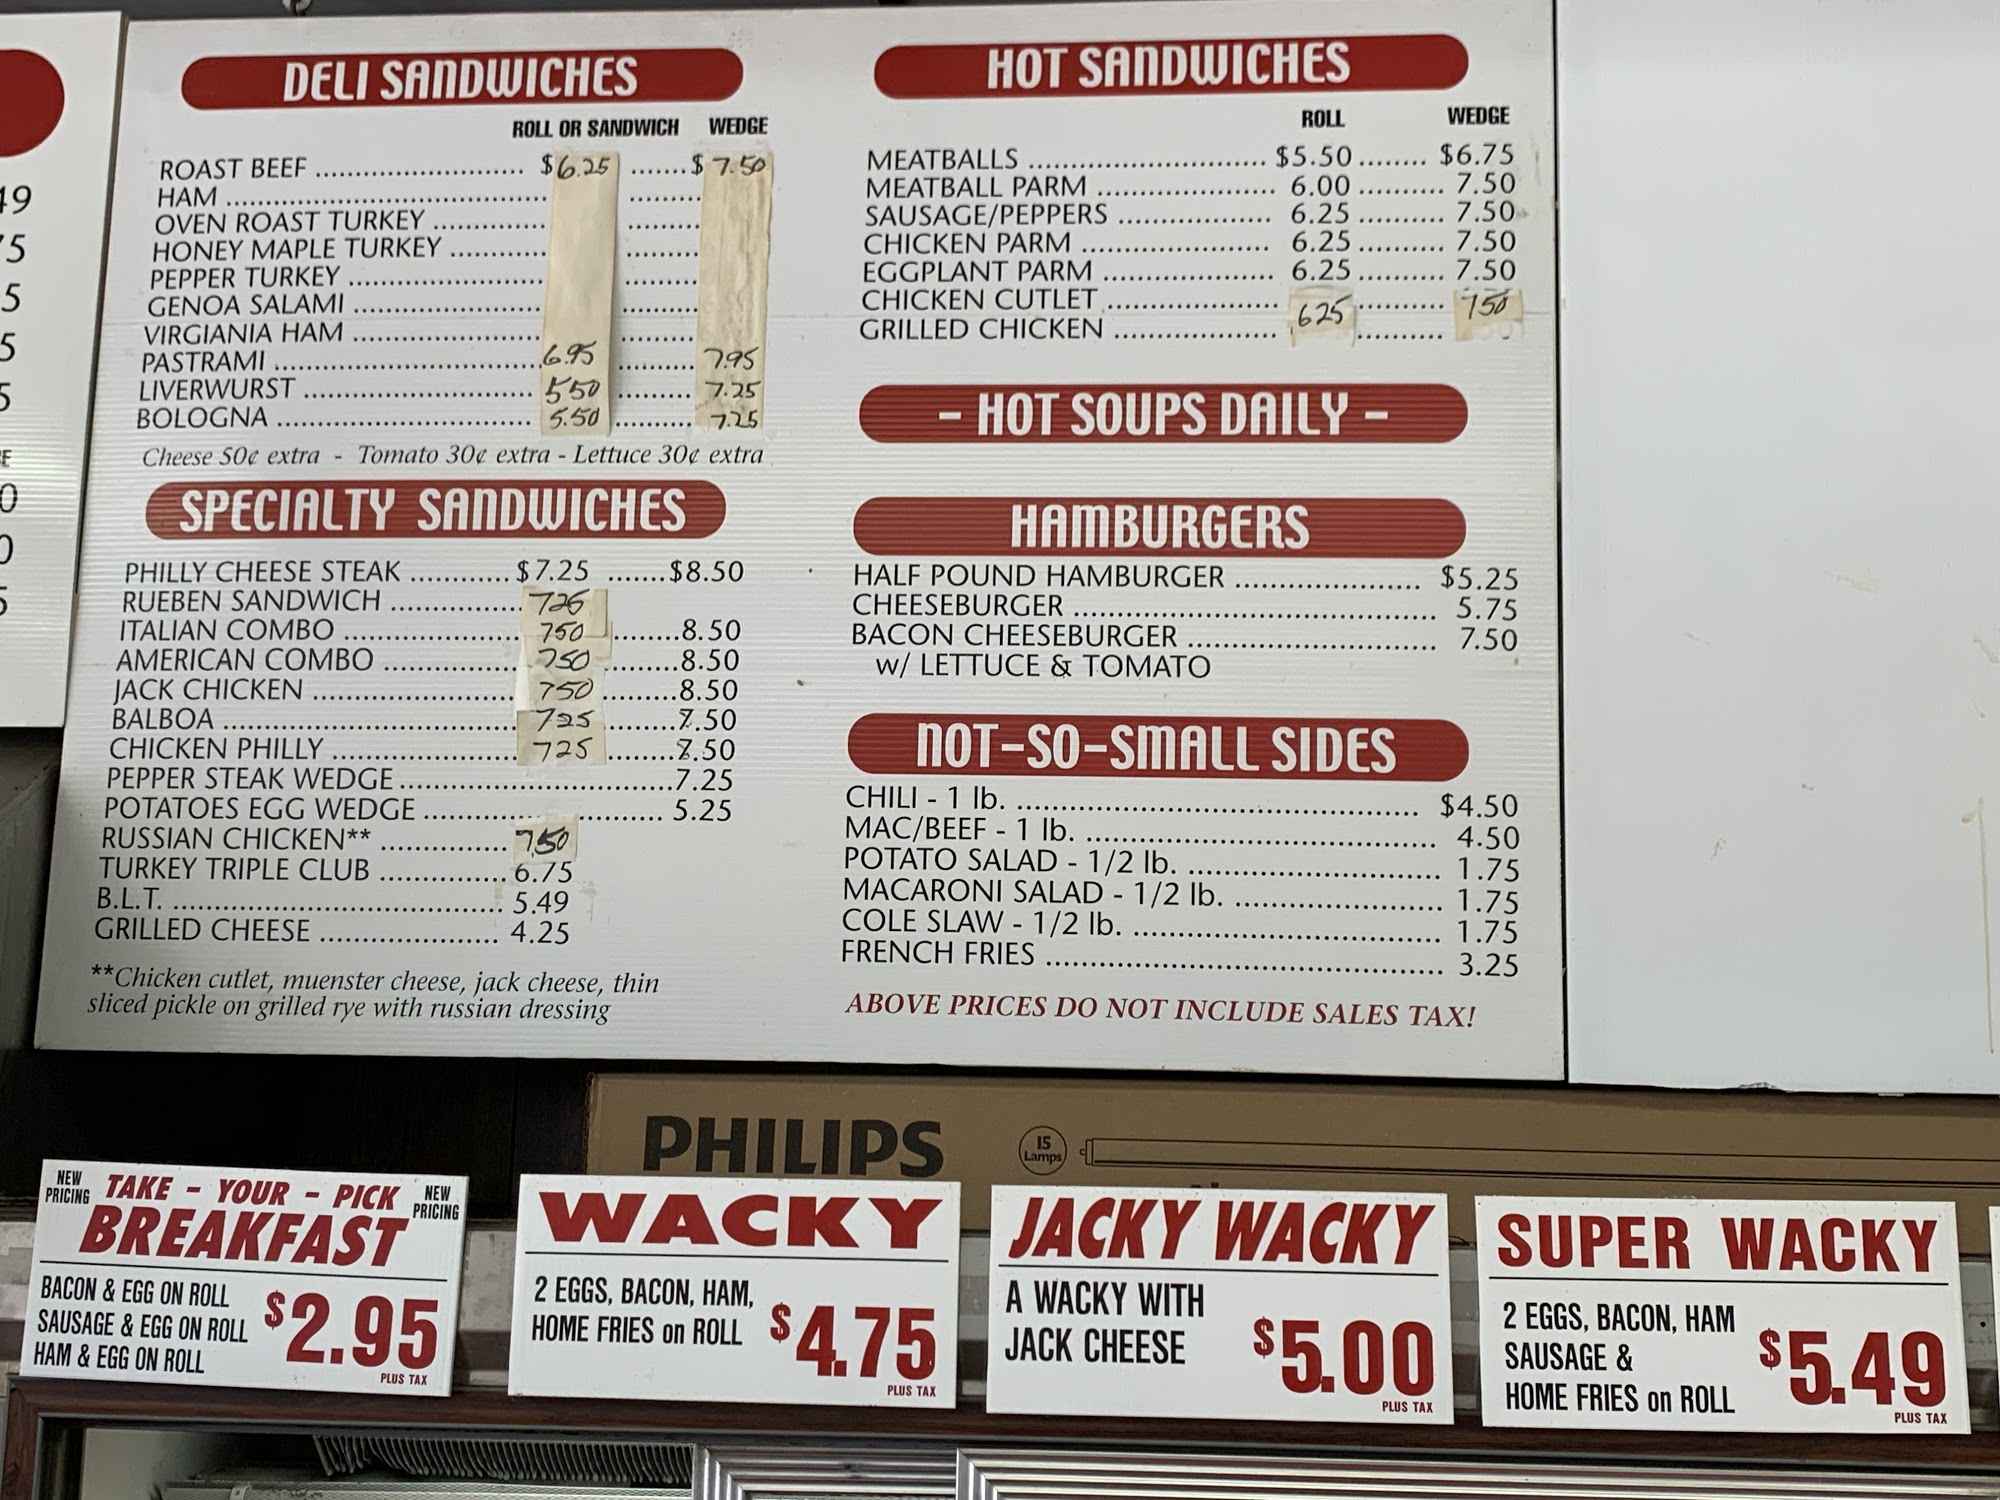 DELI SANDWICHES
ROLL OR SANDWICH WEDGE
ROAST BEEF ........ $6.25 ....... $7.50
HAM
OVEN ROAST TURKEY
HONEY MAPLE TURKEY
PEPPER TURKEY
GENOA SALAMI
VIRGIANIA HAM
PASTRAMI ........ 6.95 ........ 7.95
LIVERWURST ........ 550 ........ 7.25
BOLOGNA ........ 5.50 ........ 7.25
Cheese 50¢ extra - Tomato 30¢ extra - Lettuce 30¢ extra
SPECIALTY SANDWICHES
PHILLY CHEESE STEAK ........ $7.25 ....... $8.50
RUEBEN SANDWICH ........
ITALIAN COMBO ........ 750 ........ 8.50
AMERICAN COMBO ........ 750 ........ 8.50
JACK CHICKEN ........ 750 ........ 8.50
BALBOA ........ 725 ........ 7.50
CHICKEN PHILLY ........ 725 ........ 7.50
PEPPER STEAK WEDGE ........ 7.25
POTATOES EGG WEDGE ........ 5.25
RUSSIAN CHICKEN** ........ 7.50
TURKEY TRIPLE CLUB ........ 6.75
B.L.T. ........ 5.49
GRILLED CHEESE ........ 4.25
**Chicken cutlet, muenster cheese, jack cheese, thin
sliced pickle on grilled rye with russian dressing
HOT SANDWICHES
ROLL WEDGE
MEATBALLS ........ $5.50 ........ $6.75
MEATBALL PARM ........ 6.00 ........ 7.50
SAUSAGE/PEPPERS ........ 6.25 ........ 7.50
CHICKEN PARM ........ 6.25 ........ 7.50
EGGPLANT PARM ........ 6.25 ........ 7.50
CHICKEN CUTLET ........ 625 ........ 750
GRILLED CHICKEN ........
- HOT SOUPS DAILY -
HAMBURGERS
HALF POUND HAMBURGER ........ $5.25
CHEESEBURGER ........ 5.75
BACON CHEESEBURGER ........ 7.50
w/ LETTUCE & TOMATO
NOT-SO-SMALL SIDES
CHILI - 1 lb. ........ $4.50
MAC/BEEF - 1 lb. ........ 4.50
POTATO SALAD - 1/2 lb. ........ 1.75
MACARONI SALAD - 1/2 lb. ........ 1.75
COLE SLAW - 1/2 lb. ........ 1.75
FRENCH FRIES ........ 3.25
ABOVE PRICES DO NOT INCLUDE SALES TAX!
PHILIPS
15
Lamps
NEW PRICING TAKE - YOUR - PICK NEW PRICING
BREAKFAST
BACON & EGG ON ROLL
SAUSAGE & EGG ON ROLL
HAM & EGG ON ROLL
$2.95
PLUS TAX
WACKY
2 EGGS, BACON, HAM,
HOME FRIES on ROLL
$4.75
PLUS TAX
JACKY WACKY
A WACKY WITH
JACK CHEESE
$5.00
PLUS TAX
SUPER WACKY
2 EGGS, BACON, HAM
SAUSAGE &
HOME FRIES on ROLL
$5.49
PLUS TAX